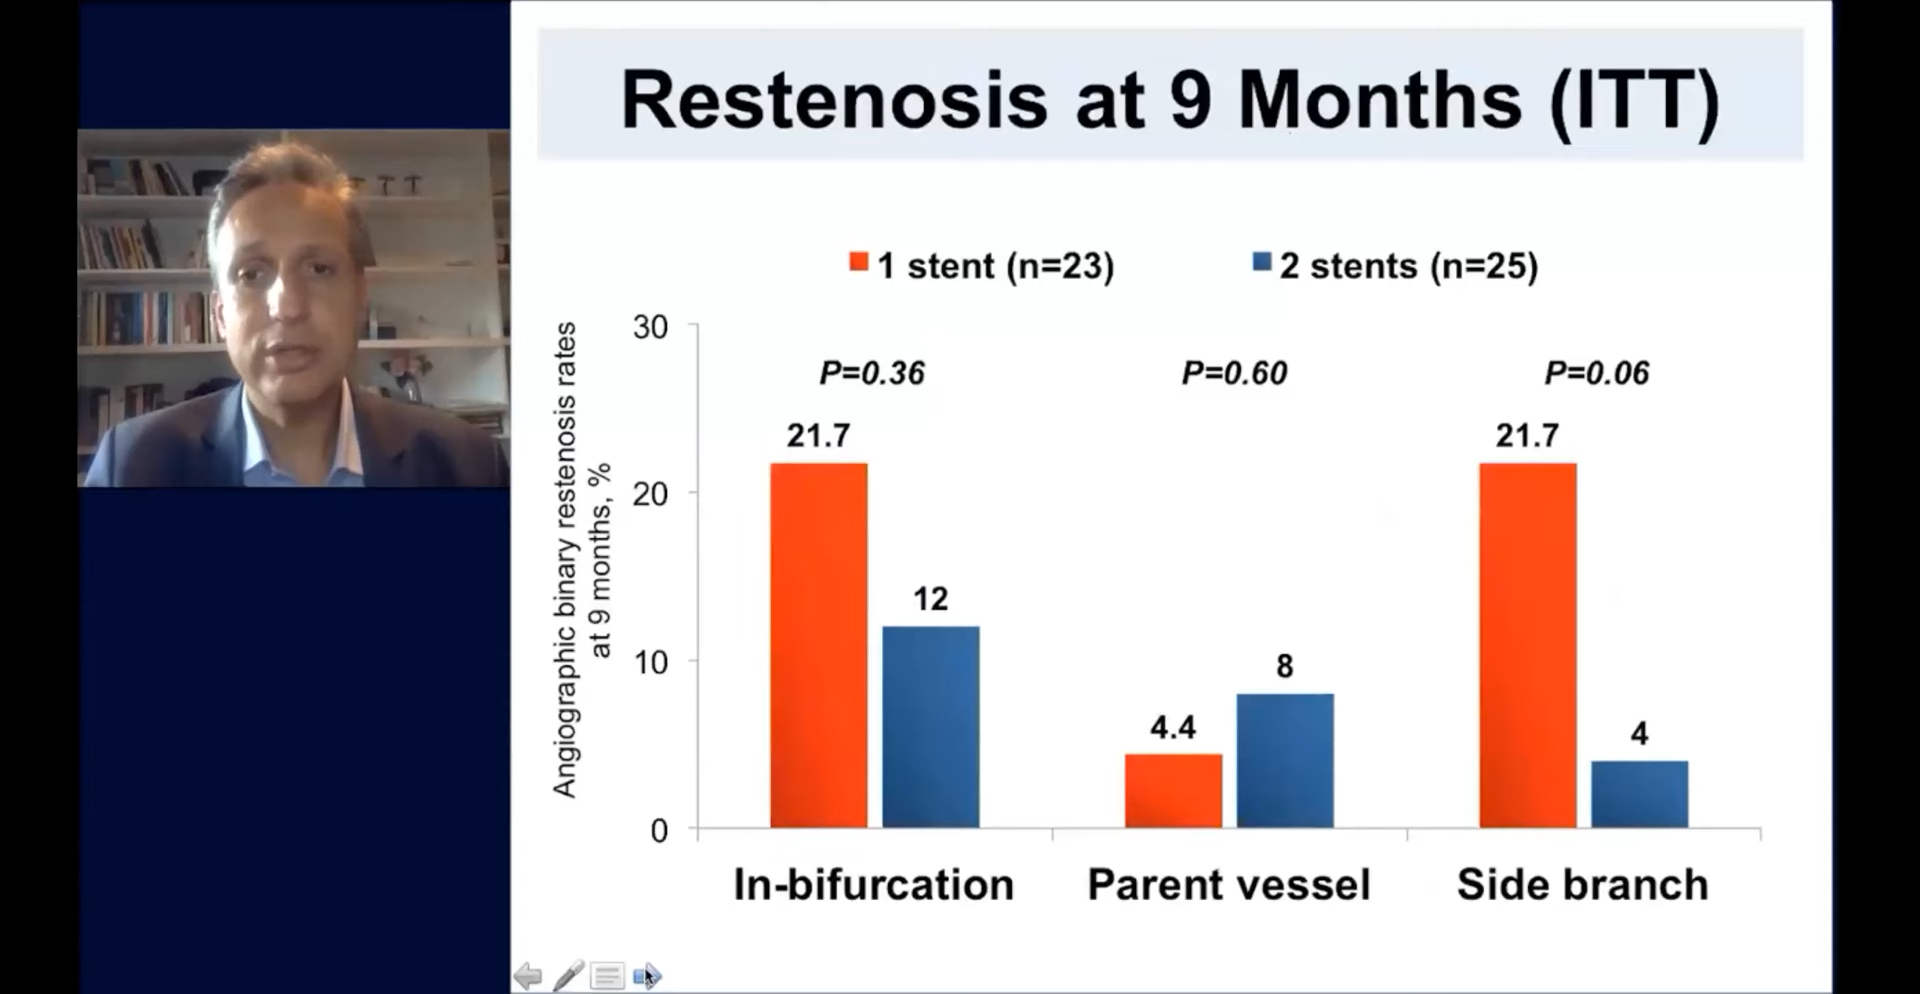 Restenosis at 9 Months (ITT)
1 stent (n=23)
2 stents (n=25)
Angiographic binary restenosis rates
at 9 months, %
30
20
10
0
P=0.36
P=0.60
P=0.06
21.7
12
4.4
8
21.7
4
In-bifurcation
Parent vessel
Side branch